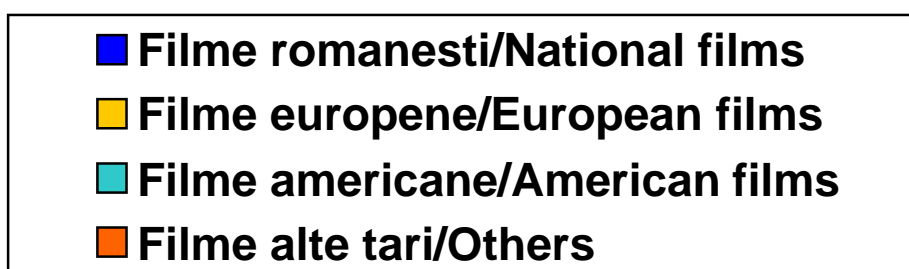 Filme romanesti/National films
Filme europene/European films
Filme americane/American films
Filme alte tari/Others